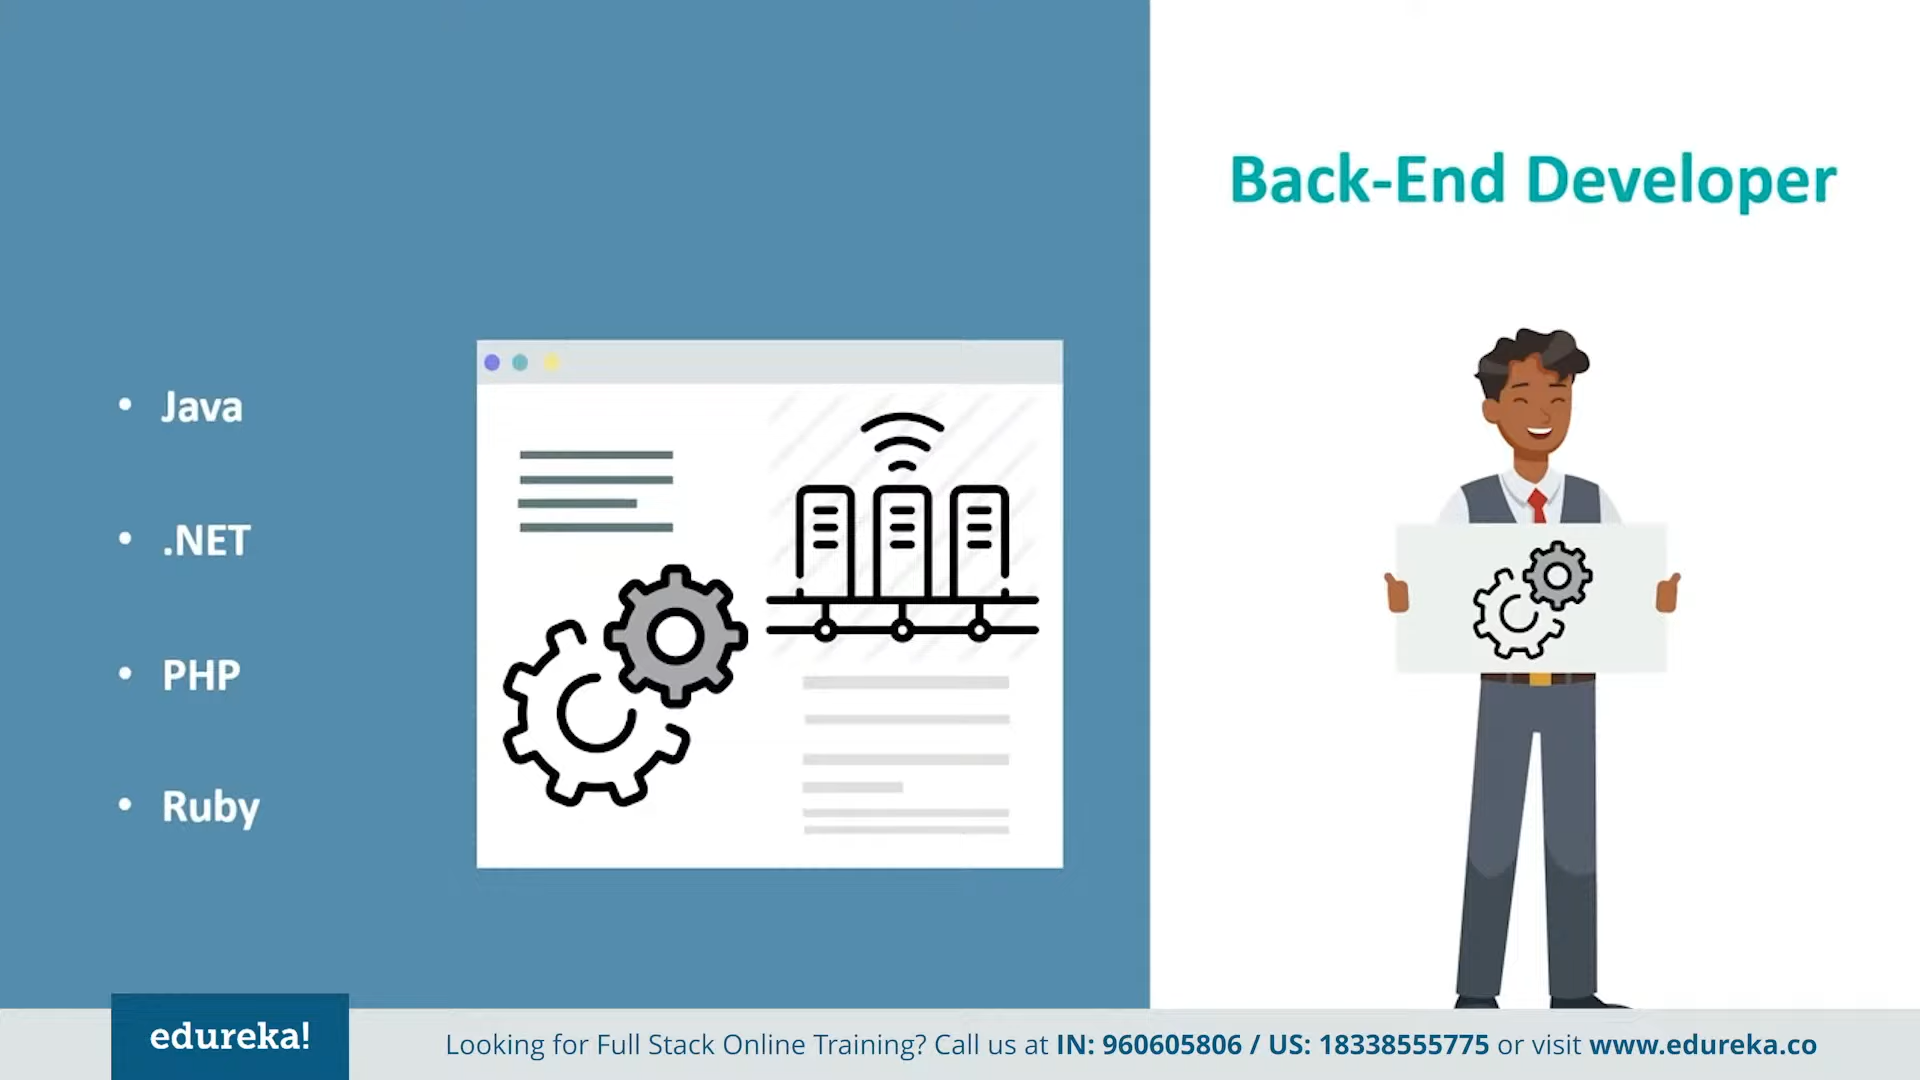 Back-End Developer
• Java
• .NET
• PHP
• Ruby
edureka!
Looking for Full Stack Online Training? Call us at IN: 960605806 / US: 18338555775 or visit www.edureka.co